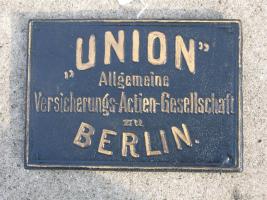 „UNION”
Allgemeine
Versicherungs-Actien-Gesellschaft
zu
BERLIN.